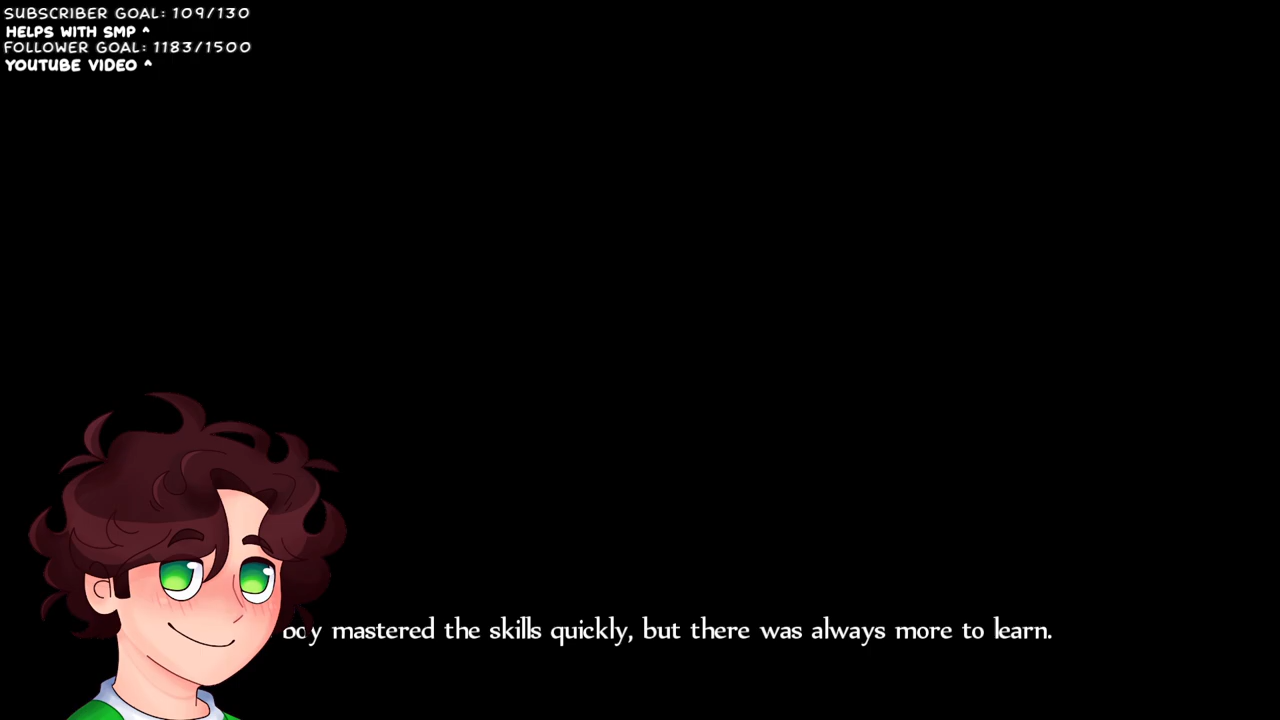 SUBSCRIBER GOAL: 109/130
HELPS WITH SMP ^
FOLLOWER GOAL: 1183/1500
YOUTUBE VIDEO ^
mastered the skills quickly, but there was always more to learn.